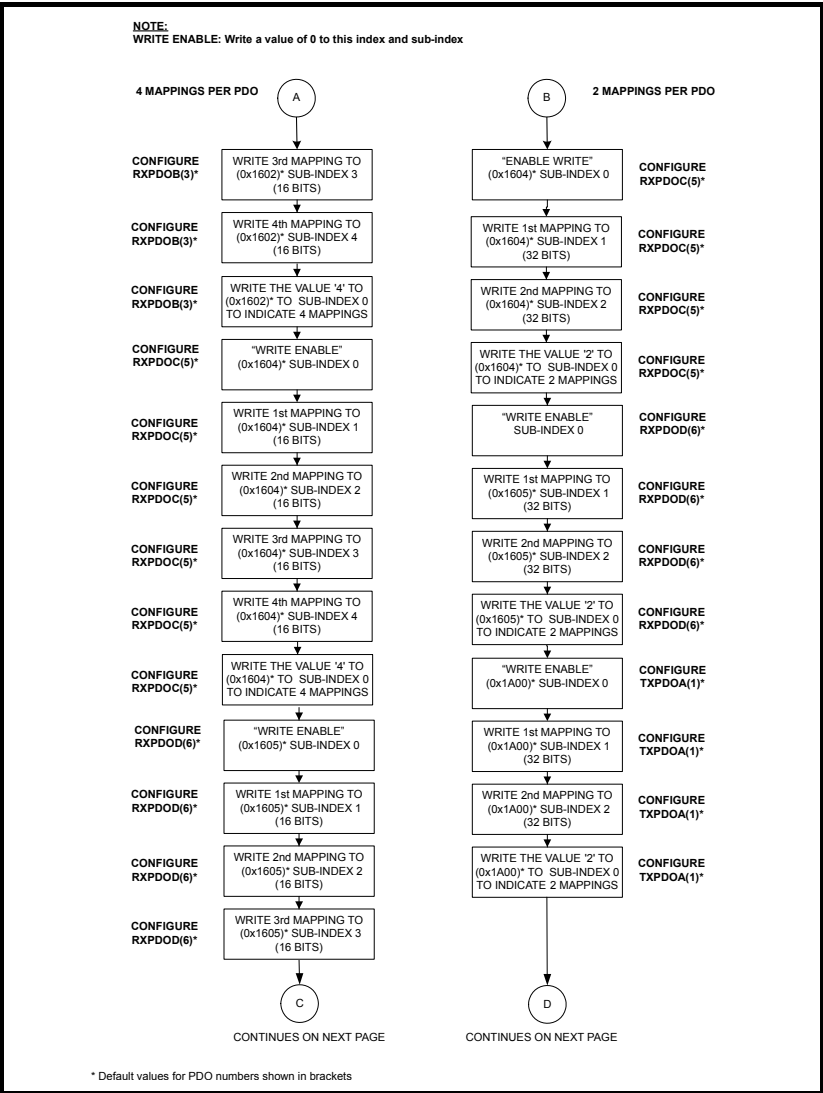 NOTE:
WRITE ENABLE: Write a value of 0 to this index and sub-index
4 MAPPINGS PER PDO
A
CONFIGURE
RXPDOB(3)*
WRITE 3rd MAPPING TO
(0x1602)* SUB-INDEX 3
(16 BITS)
CONFIGURE
RXPDOB(3)*
WRITE 4th MAPPING TO
(0x1602)* SUB-INDEX 4
(16 BITS)
CONFIGURE
RXPDOB(3)*
WRITE THE VALUE '4' TO
(0x1602)* TO SUB-INDEX 0
TO INDICATE 4 MAPPINGS
CONFIGURE
RXPDOC(5)*
"WRITE ENABLE"
(0x1604)* SUB-INDEX 0
CONFIGURE
RXPDOC(5)*
WRITE 1st MAPPING TO
(0x1604)* SUB-INDEX 1
(16 BITS)
CONFIGURE
RXPDOC(5)*
WRITE 2nd MAPPING TO
(0x1604)* SUB-INDEX 2
(16 BITS)
CONFIGURE
RXPDOC(5)*
WRITE 3rd MAPPING TO
(0x1604)* SUB-INDEX 3
(16 BITS)
CONFIGURE
RXPDOC(5)*
WRITE 4th MAPPING TO
(0x1604)* SUB-INDEX 4
(16 BITS)
CONFIGURE
RXPDOC(5)*
WRITE THE VALUE '4' TO
(0x1604)* TO SUB-INDEX 0
TO INDICATE 4 MAPPINGS
CONFIGURE
RXPDOD(6)*
"WRITE ENABLE"
(0x1605)* SUB-INDEX 0
CONFIGURE
RXPDOD(6)*
WRITE 1st MAPPING TO
(0x1605)* SUB-INDEX 1
(16 BITS)
CONFIGURE
RXPDOD(6)*
WRITE 2nd MAPPING TO
(0x1605)* SUB-INDEX 2
(16 BITS)
CONFIGURE
RXPDOD(6)*
WRITE 3rd MAPPING TO
(0x1605)* SUB-INDEX 3
(16 BITS)
C
CONTINUES ON NEXT PAGE
B
2 MAPPINGS PER PDO
"ENABLE WRITE"
(0x1604)* SUB-INDEX 0
CONFIGURE
RXPDOC(5)*
WRITE 1st MAPPING TO
(0x1604)* SUB-INDEX 1
(32 BITS)
CONFIGURE
RXPDOC(5)*
WRITE 2nd MAPPING TO
(0x1604)* SUB-INDEX 2
(32 BITS)
CONFIGURE
RXPDOC(5)*
WRITE THE VALUE '2' TO
(0x1604)* TO SUB-INDEX 0
TO INDICATE 2 MAPPINGS
CONFIGURE
RXPDOC(5)*
"WRITE ENABLE"
SUB-INDEX 0
CONFIGURE
RXPDOD(6)*
WRITE 1st MAPPING TO
(0x1605)* SUB-INDEX 1
(32 BITS)
CONFIGURE
RXPDOD(6)*
WRITE 2nd MAPPING TO
(0x1605)* SUB-INDEX 2
(32 BITS)
CONFIGURE
RXPDOD(6)*
WRITE THE VALUE '2' TO
(0x1605)* TO SUB-INDEX 0
TO INDICATE 2 MAPPINGS
CONFIGURE
RXPDOD(6)*
"WRITE ENABLE"
(0x1A00)* SUB-INDEX 0
CONFIGURE
TXPDOA(1)*
WRITE 1st MAPPING TO
(0x1A00)* SUB-INDEX 1
(32 BITS)
CONFIGURE
TXPDOA(1)*
WRITE 2nd MAPPING TO
(0x1A00)* SUB-INDEX 2
(32 BITS)
CONFIGURE
TXPDOA(1)*
WRITE THE VALUE '2' TO
(0x1A00)* TO SUB-INDEX 0
TO INDICATE 2 MAPPINGS
CONFIGURE
TXPDOA(1)*
D
CONTINUES ON NEXT PAGE
* Default values for PDO numbers shown in brackets